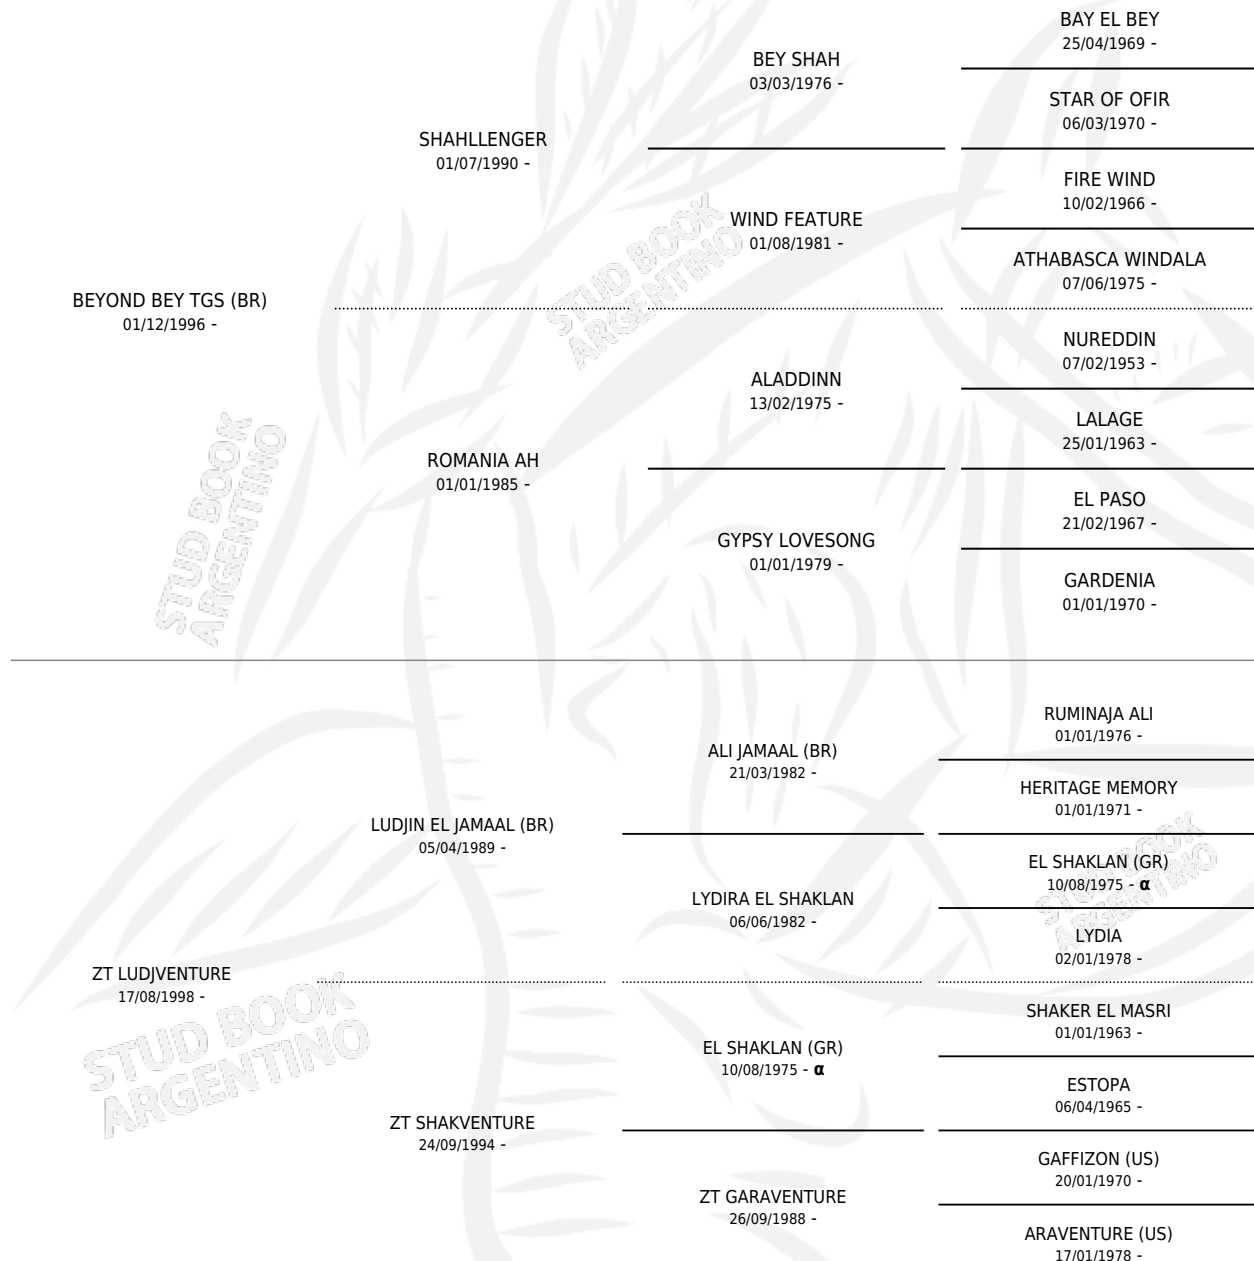 BAY EL BEY
25/04/1969 -
BEY SHAH
03/03/1976 -
STAR OF OFIR
06/03/1970 -
SHAHLLENGER
01/07/1990 -
FIRE WIND
10/02/1966 -
WIND FEATURE
01/08/1981 -
ATHABASCA WINDALA
07/06/1975 -
BEYOND BEY TGS (BR)
01/12/1996 -
NUREDDIN
07/02/1953 -
ALADDINN
13/02/1975 -
LALAGE
25/01/1963 -
ROMANIA AH
01/01/1985 -
EL PASO
21/02/1967 -
GYPSY LOVESONG
01/01/1979 -
GARDENIA
01/01/1970 -
STUD BOOK
ARGENTINO
STUD BOOK
ARGENTINO
RUMINAJA ALI
01/01/1976 -
ALI JAMAAL (BR)
21/03/1982 -
HERITAGE MEMORY
01/01/1971 -
LUDJIN EL JAMAAL (BR)
05/04/1989 -
EL SHAKLAN (GR)
10/08/1975 - α
LYDIRA EL SHAKLAN
06/06/1982 -
LYDIA
02/01/1978 -
ZT LUDJVENTURE
17/08/1998 -
SHAKER EL MASRI
01/01/1963 -
EL SHAKLAN (GR)
10/08/1975 - α
ESTOPA
06/04/1965 -
ZT SHAKVENTURE
24/09/1994 -
GAFFIZON (US)
20/01/1970 -
ZT GARAVENTURE
26/09/1988 -
ARAVENTURE (US)
17/01/1978 -
STUD BOOK
ARGENTINO
STUD BOOK
ARGENTINO